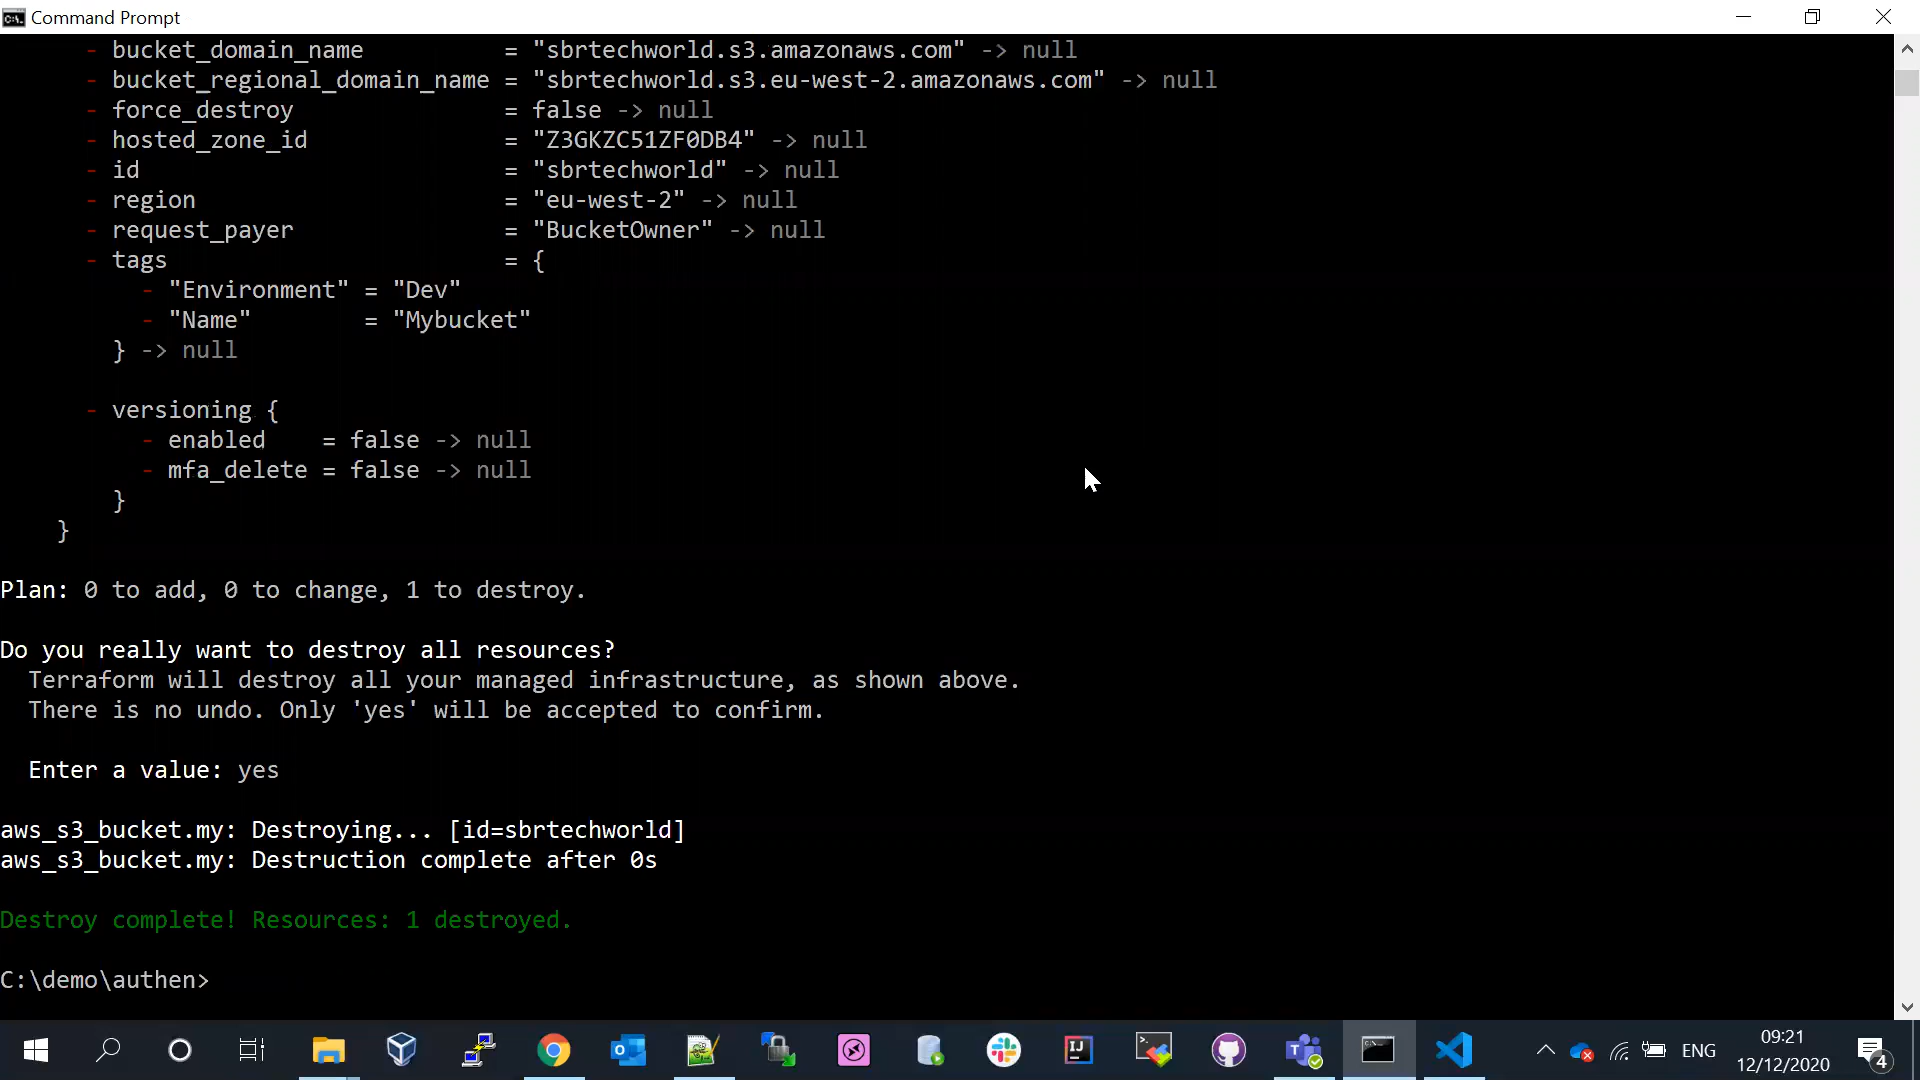 Command Prompt
- bucket_domain_name = "sbrtechworld.s3.amazonaws.com" -> null
- bucket_regional_domain_name = "sbrtechworld.s3.eu-west-2.amazonaws.com" -> null
- force_destroy = false -> null
- hosted_zone_id = "Z3GKZC51ZF0DB4" -> null
- id = "sbrtechworld" -> null
- region = "eu-west-2" -> null
- request_payer = "BucketOwner" -> null
- tags = {
- "Environment" = "Dev"
- "Name" = "Mybucket"
} -> null
- versioning {
- enabled = false -> null
- mfa_delete = false -> null
}
}
Plan: 0 to add, 0 to change, 1 to destroy.
Do you really want to destroy all resources?
Terraform will destroy all your managed infrastructure, as shown above.
There is no undo. Only 'yes' will be accepted to confirm.
Enter a value: yes
aws_s3_bucket.my: Destroying... [id=sbrtechworld]
aws_s3_bucket.my: Destruction complete after 0s
Destroy complete! Resources: 1 destroyed.
C:\demo\authen>
ENG
09:21
12/12/2020
4